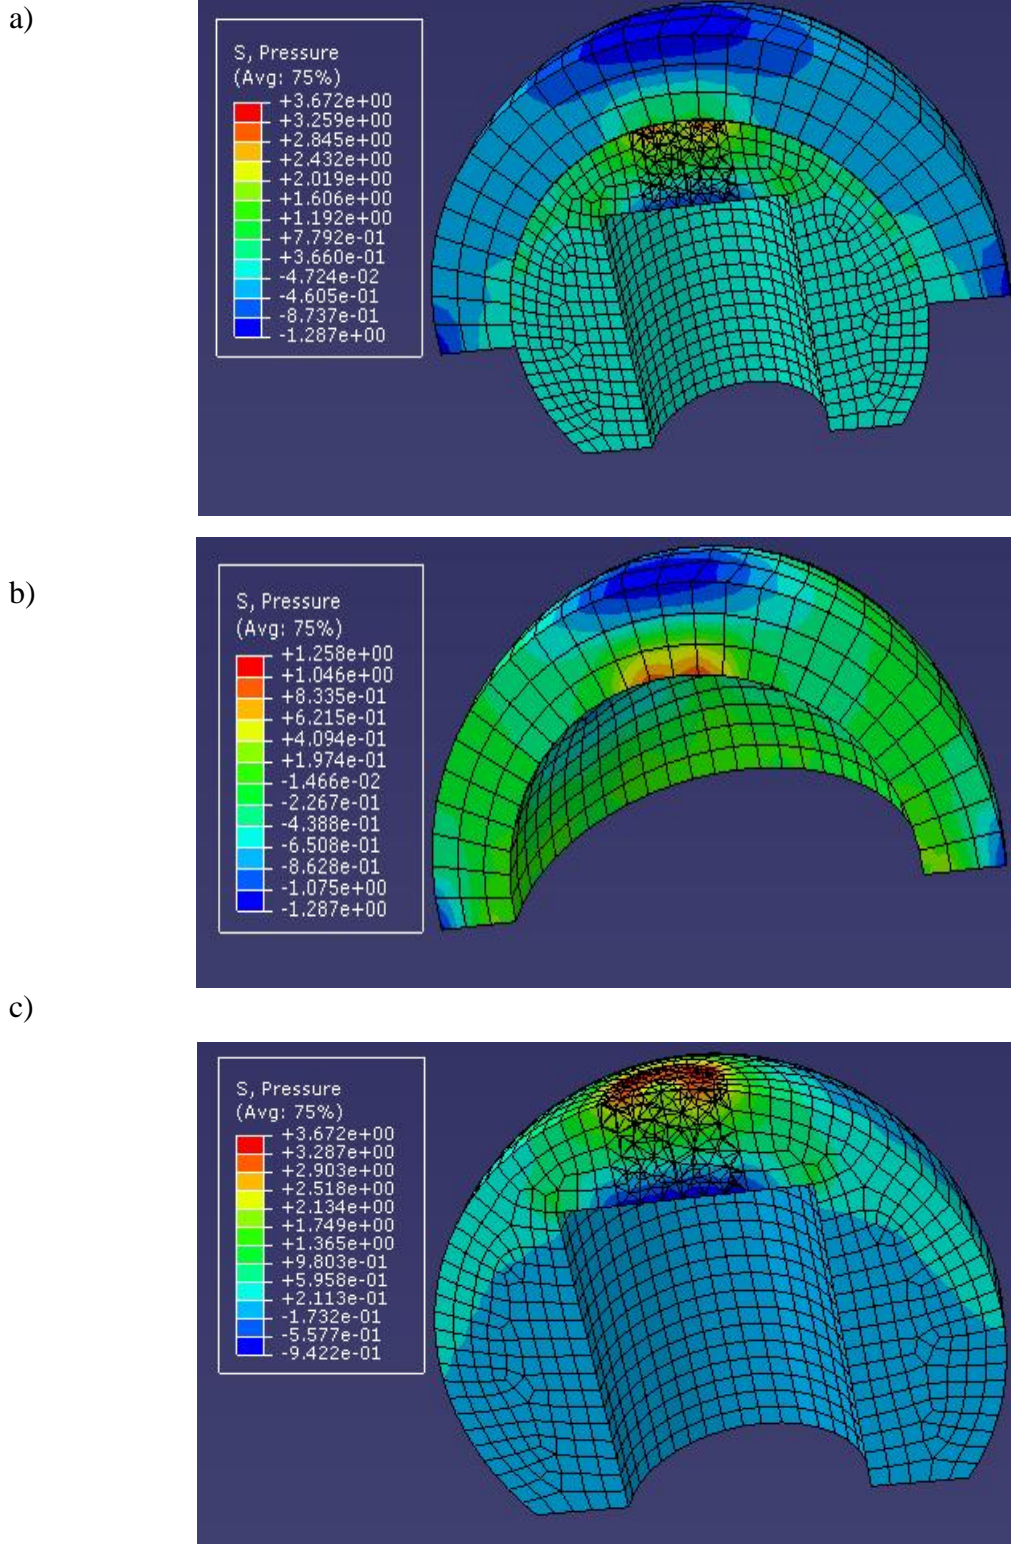 a)
S, Pressure
(Avg: 75%)
+3.672e+00
+3.259e+00
+2.845e+00
+2.432e+00
+2.019e+00
+1.606e+00
+1.192e+00
+7.792e-01
+3.660e-01
-4.724e-02
-4.605e-01
-8.737e-01
-1.287e+00
b)
S, Pressure
(Avg: 75%)
+1.258e+00
+1.046e+00
+8.335e-01
+6.215e-01
+4.094e-01
+1.974e-01
-1.466e-02
-2.267e-01
-4.388e-01
-6.508e-01
-8.628e-01
-1.075e+00
-1.287e+00
c)
S, Pressure
(Avg: 75%)
+3.672e+00
+3.287e+00
+2.903e+00
+2.518e+00
+2.134e+00
+1.749e+00
+1.365e+00
+9.803e-01
+5.958e-01
+2.113e-01
-1.732e-01
-5.577e-01
-9.422e-01